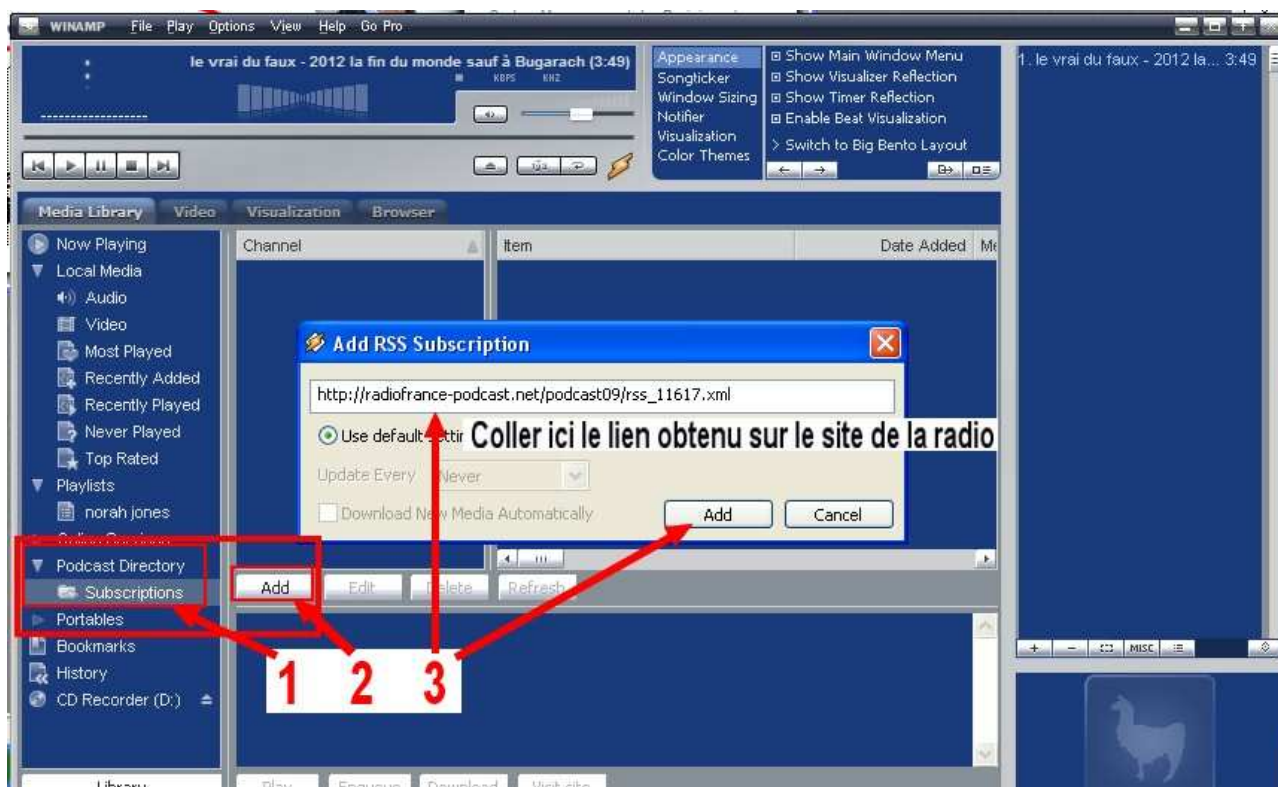 WINAMP File Play Options View Help Go Pro
le vrai du faux - 2012 la fin du monde sauf à Bugarach (3:49)
KBPS KHZ
Appearance
Songticker
Window Sizing
Notifier
Visualization
Color Themes
Show Main Window Menu
Show Visualizer Reflection
Show Timer Reflection
Enable Beat Visualization
> Switch to Big Bento Layout
1. le vrai du faux - 2012 la... 3:49
Media Library Video Visualization Browser
Now Playing
Local Media
Audio
Video
Most Played
Recently Added
Recently Played
Never Played
Top Rated
Playlists
norah jones
Podcast Directory
Subscriptions
Portables
Bookmarks
History
CD Recorder (D:)
Library
Channel
Item Date Added
Add RSS Subscription
http://radiofrance-podcast.net/podcast09/rss_11617.xml
Use default
Coller ici le lien obtenu sur le site de la radio
Update Every Never
Download New Media Automatically
Add Cancel
Add Edit Delete Refresh
1 2 3
Play Enqueue Download Visit site
+ - MISC